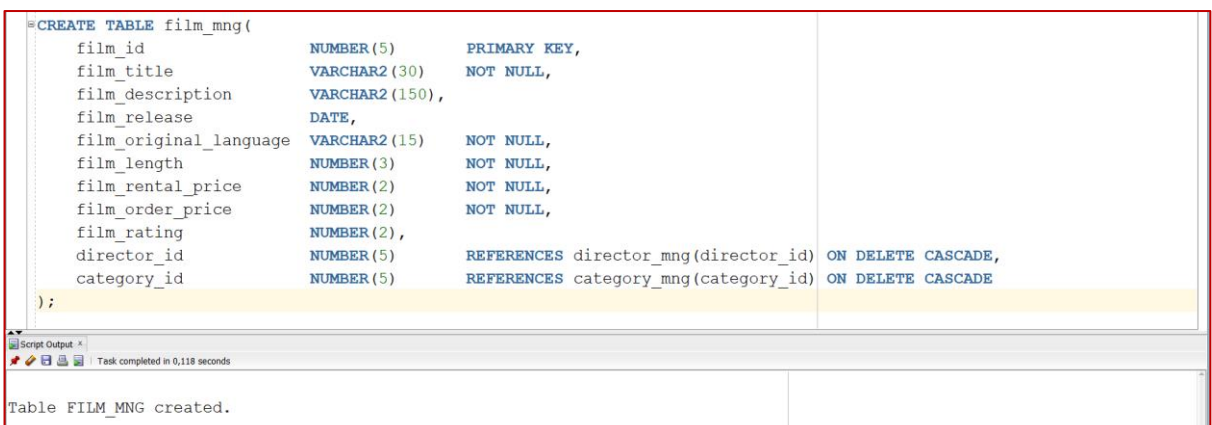 CREATE TABLE film_mng(
film_id NUMBER(5) PRIMARY KEY,
film_title VARCHAR2(30) NOT NULL,
film_description VARCHAR2(150),
film_release DATE,
film_original_language VARCHAR2(15) NOT NULL,
film_length NUMBER(3) NOT NULL,
film_rental_price NUMBER(2) NOT NULL,
film_order_price NUMBER(2) NOT NULL,
film_rating NUMBER(2),
director_id NUMBER(5) REFERENCES director_mng(director_id) ON DELETE CASCADE,
category_id NUMBER(5) REFERENCES category_mng(category_id) ON DELETE CASCADE
);
Script Output ×
Task completed in 0,118 seconds
Table FILM_MNG created.